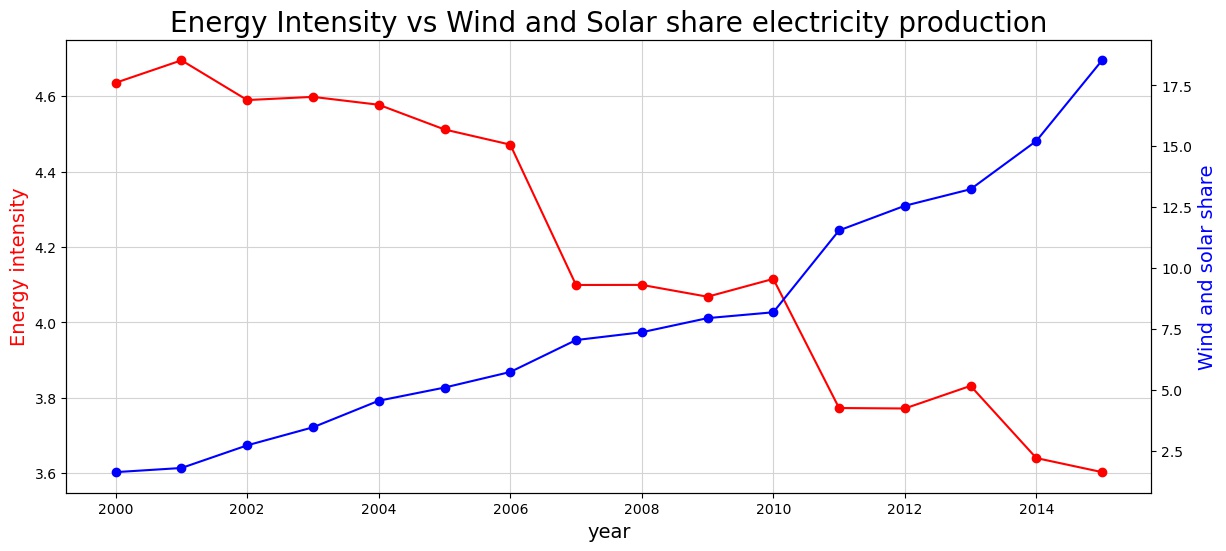 Energy Intensity vs Wind and Solar share electricity production
Energy intensity
4.6
4.4
4.2
4.0
3.8
3.6
17.5
15.0
12.5
10.0
7.5
5.0
2.5
Wind and solar share
2000 2002 2004 2006 2008 2010 2012 2014
year